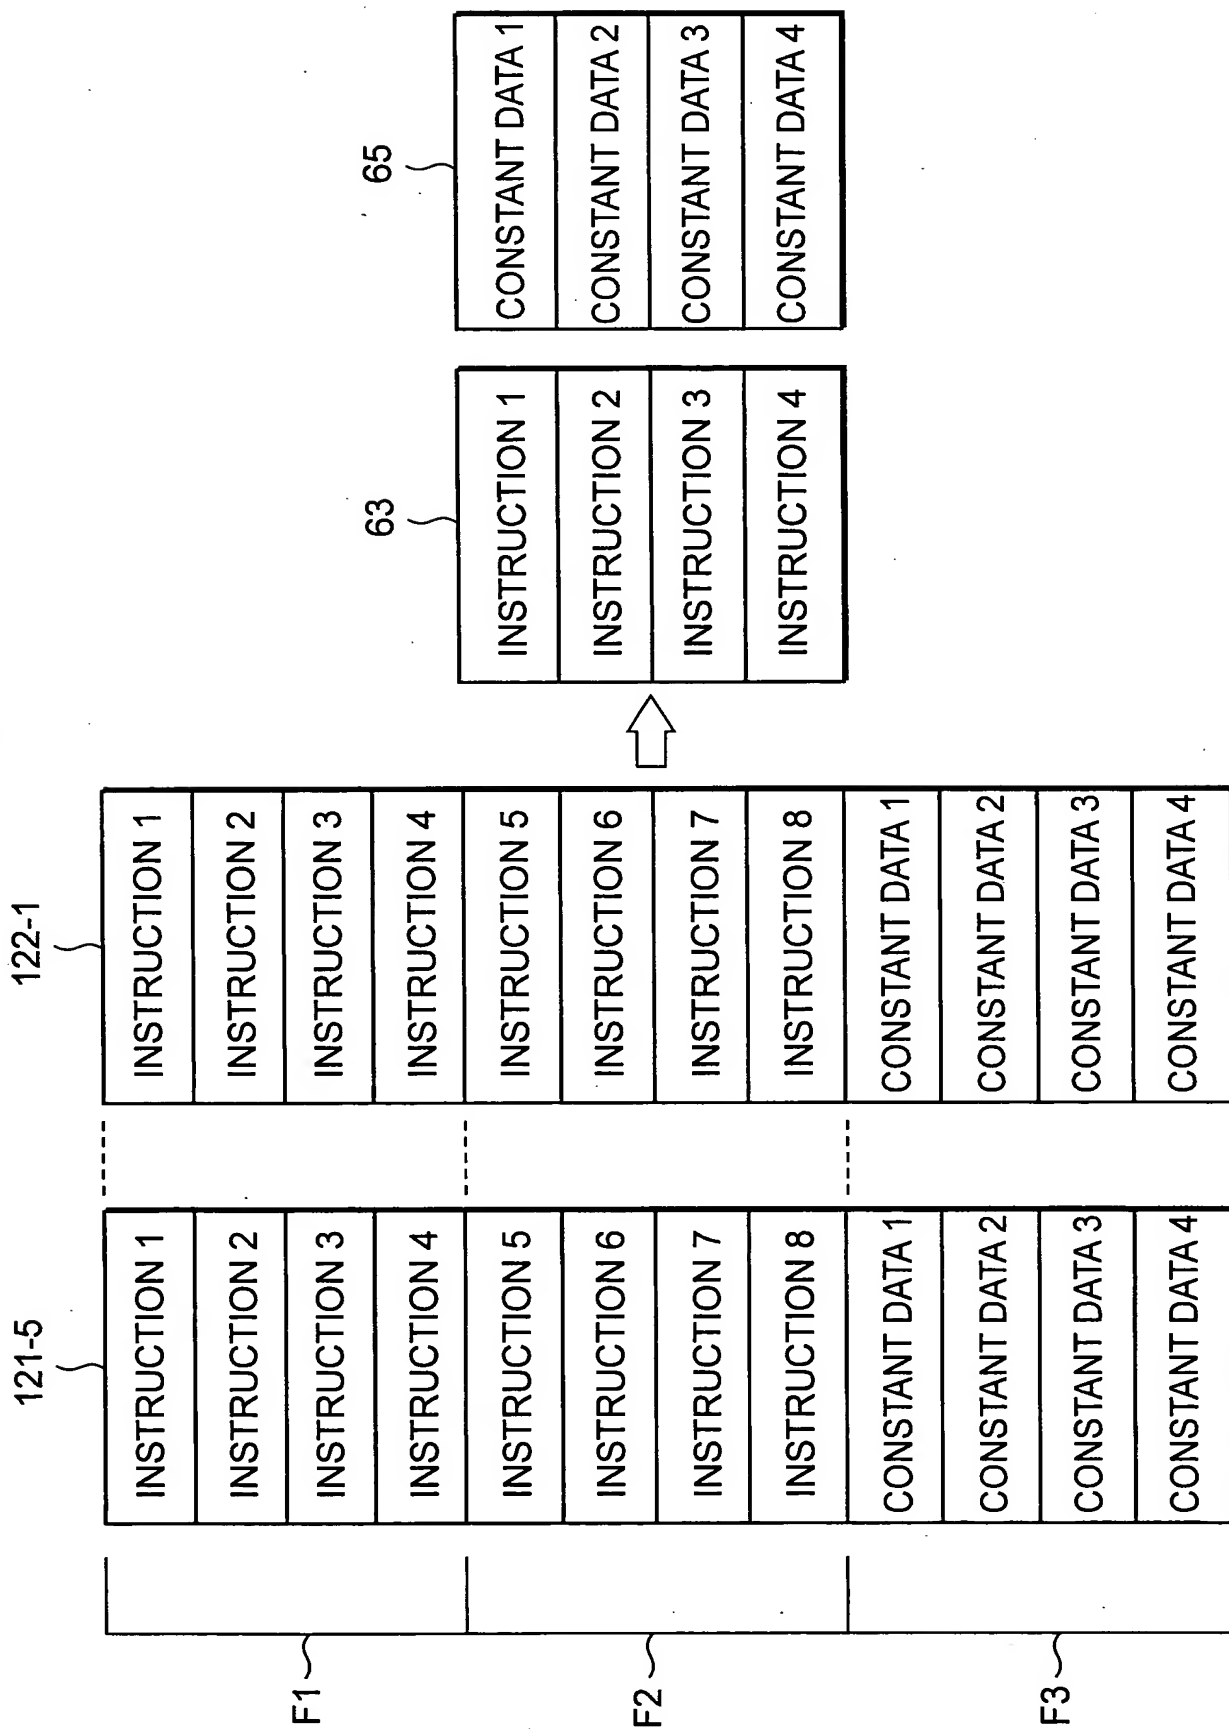 121-5
INSTRUCTION 1
INSTRUCTION 2
INSTRUCTION 3
INSTRUCTION 4
INSTRUCTION 5
INSTRUCTION 6
INSTRUCTION 7
INSTRUCTION 8
CONSTANT DATA 1
CONSTANT DATA 2
CONSTANT DATA 3
CONSTANT DATA 4
F1
F2
F3
122-1
INSTRUCTION 1
INSTRUCTION 2
INSTRUCTION 3
INSTRUCTION 4
INSTRUCTION 5
INSTRUCTION 6
INSTRUCTION 7
INSTRUCTION 8
CONSTANT DATA 1
CONSTANT DATA 2
CONSTANT DATA 3
CONSTANT DATA 4
63
INSTRUCTION 1
INSTRUCTION 2
INSTRUCTION 3
INSTRUCTION 4
65
CONSTANT DATA 1
CONSTANT DATA 2
CONSTANT DATA 3
CONSTANT DATA 4